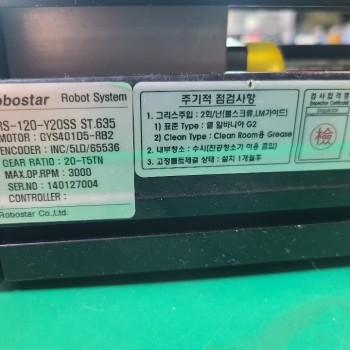 obostar Robot System
RS-120-Y20SS ST.635
MOTOR : GYS401D5-RB2
ENCODER : INC/5LD/65536
GEAR RATIO : 20-T5TN
MAX.OP.RPM : 3000
SER.NO : 140127004
CONTROLLER :
Robostar Co.,Ltd.
주기적 점검사항
1. 그리스주입 : 2회/년(볼스크류,LM가이드)
1) 표준 Type : 쉘 알바니아 G2
2) Clean Type : Clean Room용 Grease
2. 내부청소 : 수시(진공청소기 이용 흡입)
3. 고정볼트체결 상태 : 설치 1개월후
검사합격증
Inspection Certificate
檢